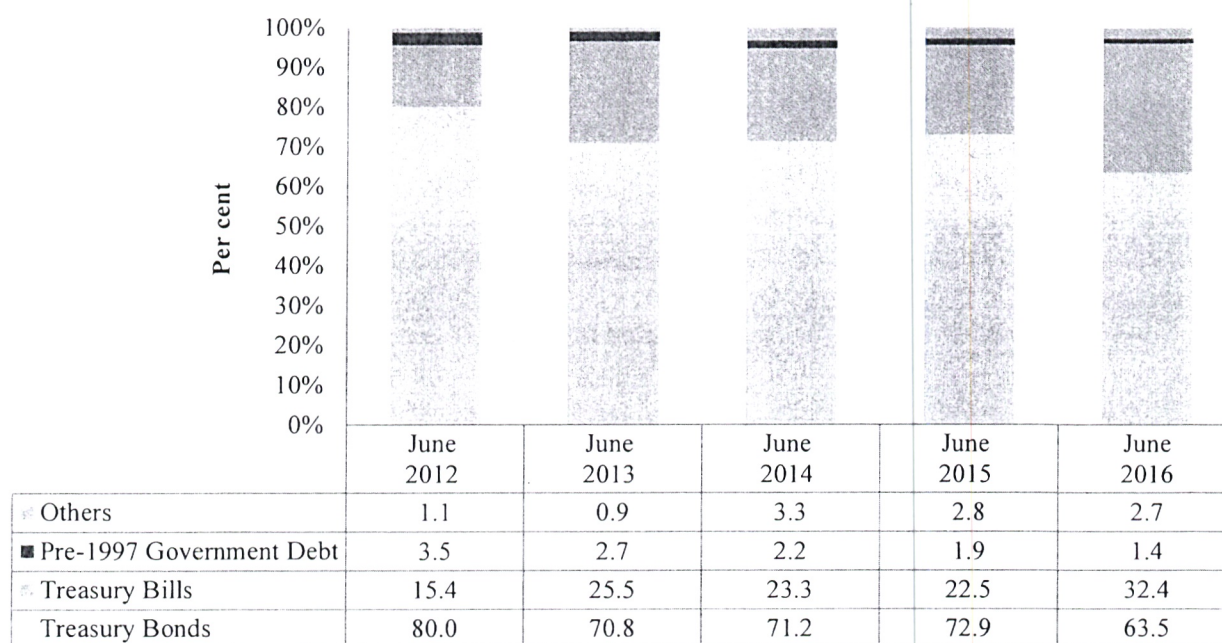 100%
90%
80%
70%
60%
50%
40%
30%
20%
10%
0%
Per cent
June 2012 June 2013 June 2014 June 2015 June 2016
Others 1.1 0.9 3.3 2.8 2.7
Pre-1997 Government Debt 3.5 2.7 2.2 1.9 1.4
Treasury Bills 15.4 25.5 23.3 22.5 32.4
Treasury Bonds 80.0 70.8 71.2 72.9 63.5